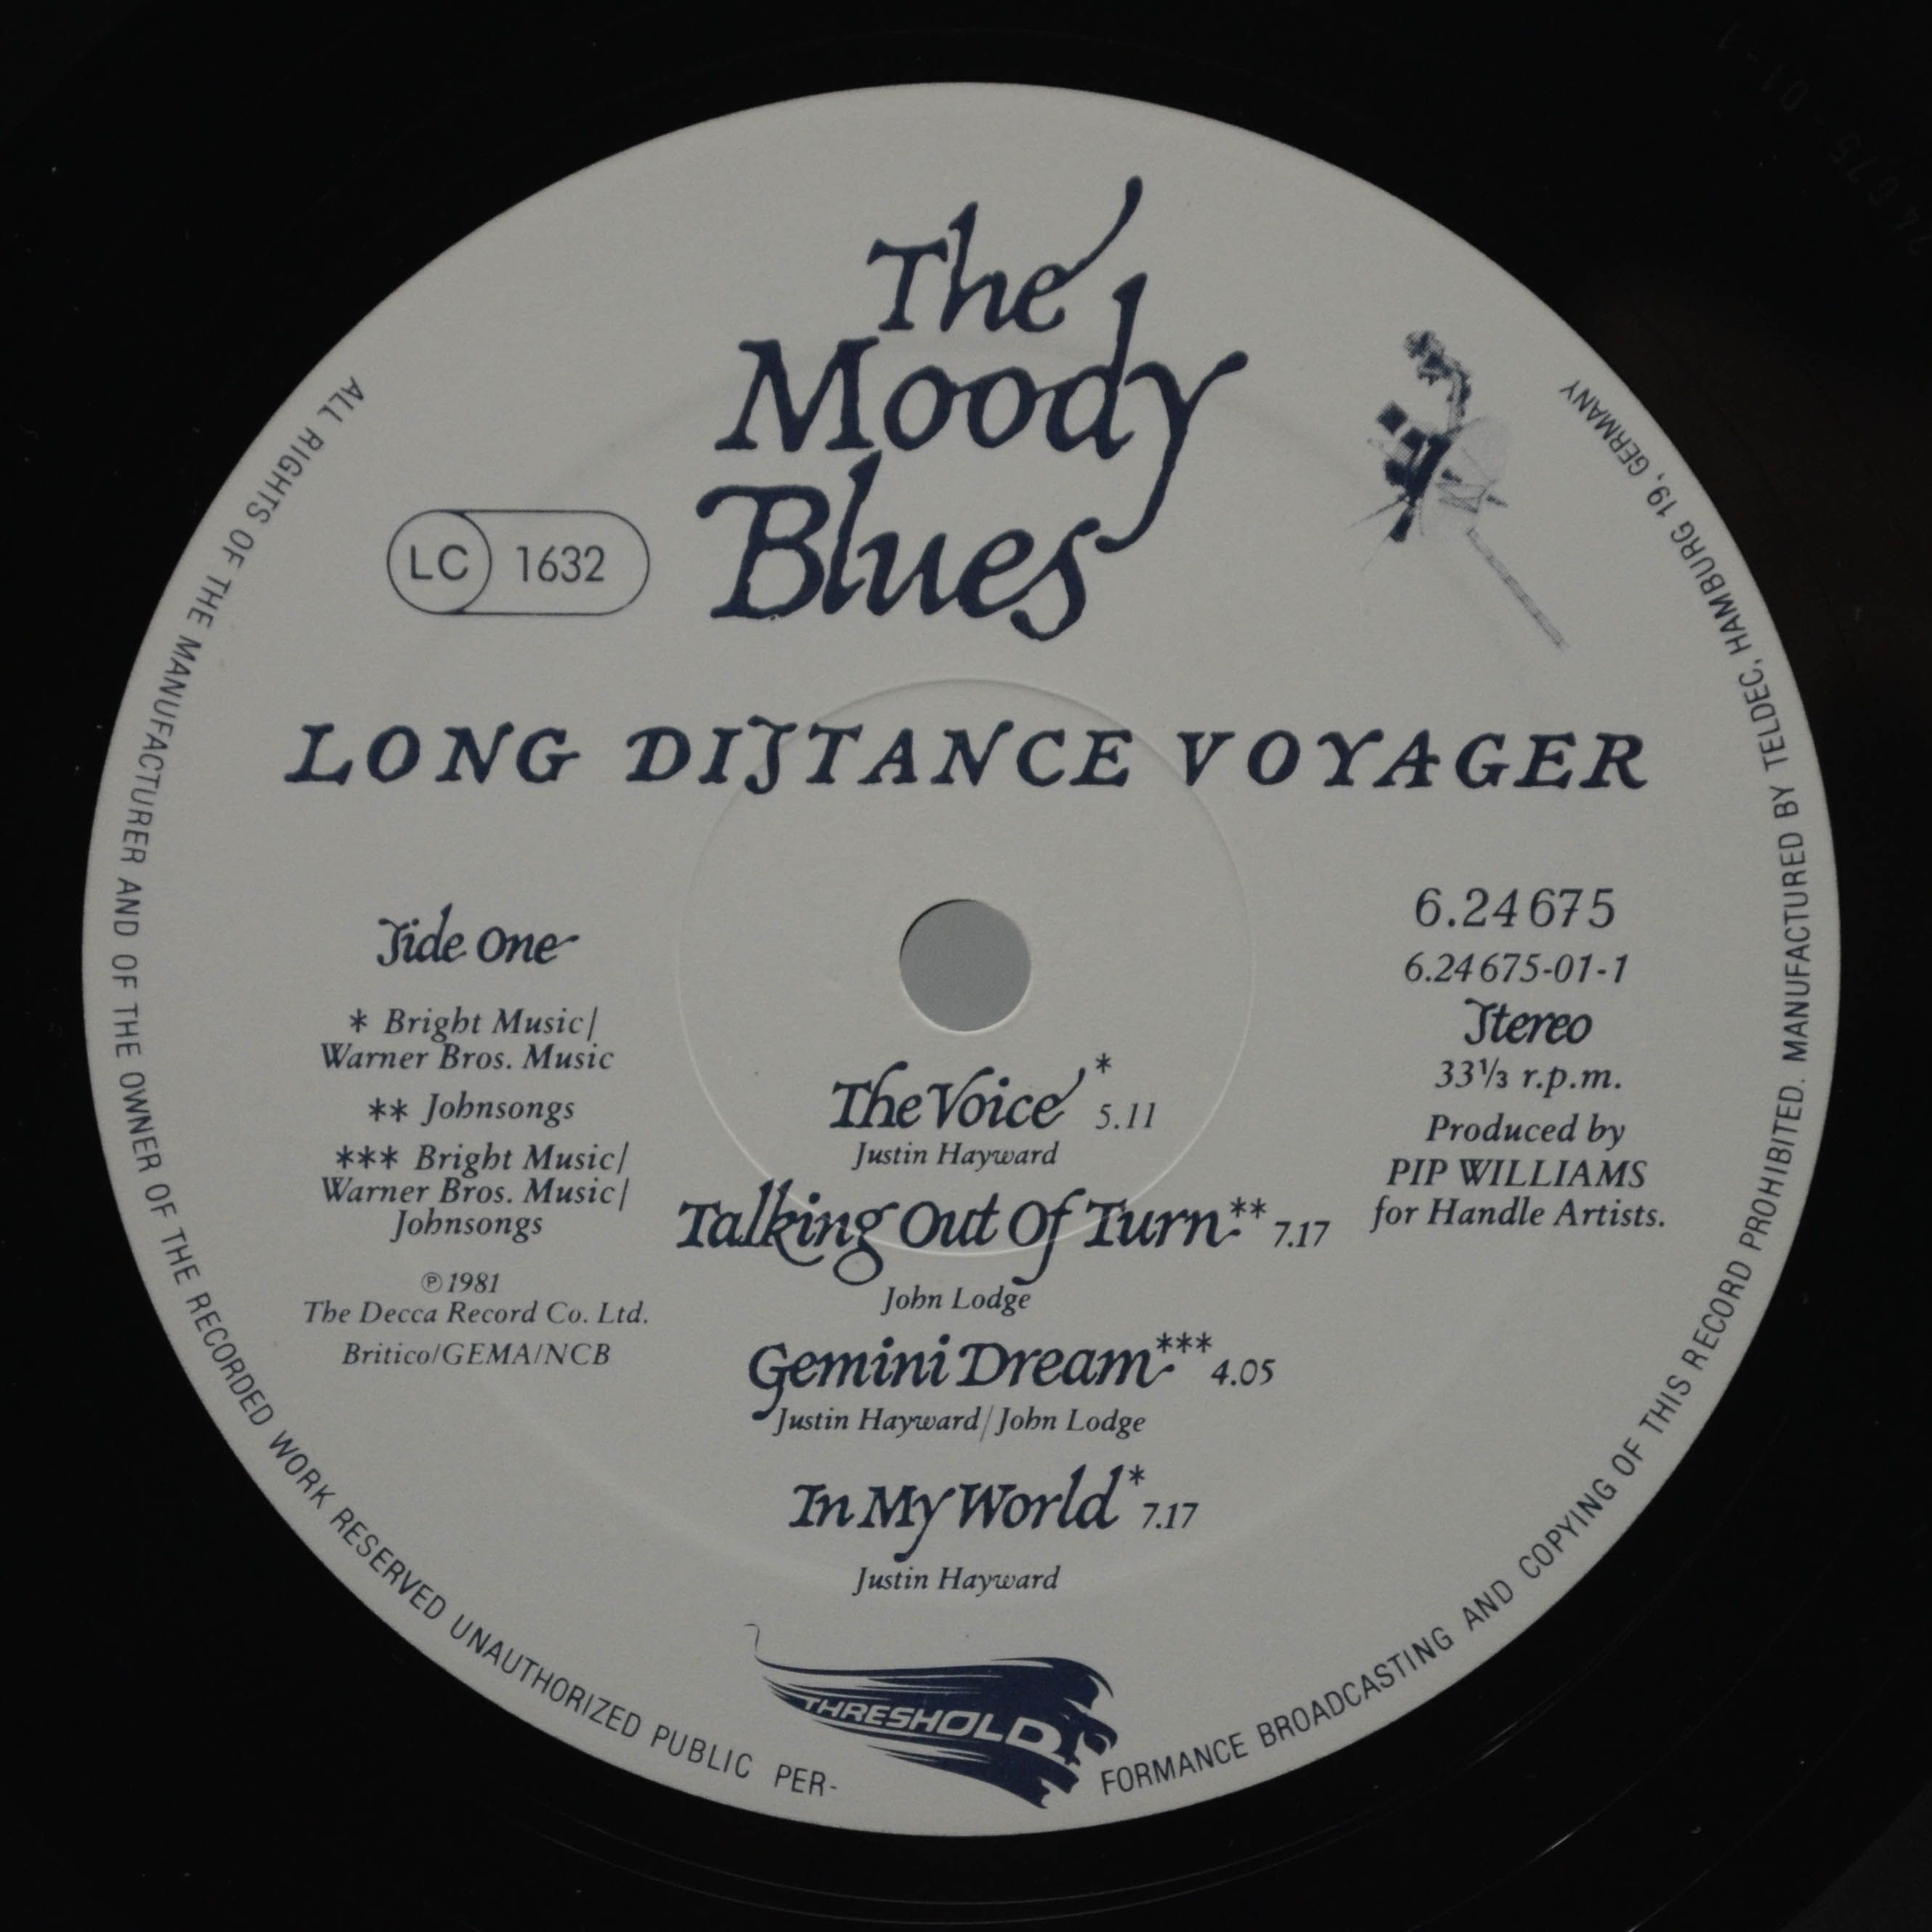 The
Moody
Blues
LC 1632
LONG DISTANCE VOYAGER
Side One
* Bright Music/
Warner Bros. Music
** Johnsongs
*** Bright Music/
Warner Bros. Music/
Johnsongs
℗ 1981
The Decca Record Co. Ltd.
Britico/GEMA/NCB
6.24675
6.24675-01-1
Stereo
33⅓ r.p.m.
Produced by
PIP WILLIAMS
for Handle Artists.
The Voice * 5.11
Justin Hayward
Talking Out Of Turn ** 7.17
John Lodge
Gemini Dream *** 4.05
Justin Hayward/John Lodge
In My World * 7.17
Justin Hayward
THRESHOLD
ALL RIGHTS OF THE MANUFACTURER AND OF THE OWNER OF THE RECORDED WORK RESERVED UNAUTHORIZED PUBLIC PER-FORMANCE BROADCASTING AND COPYING OF THIS RECORD PROHIBITED. MANUFACTURED BY TELDEC, HAMBURG 19, GERMANY